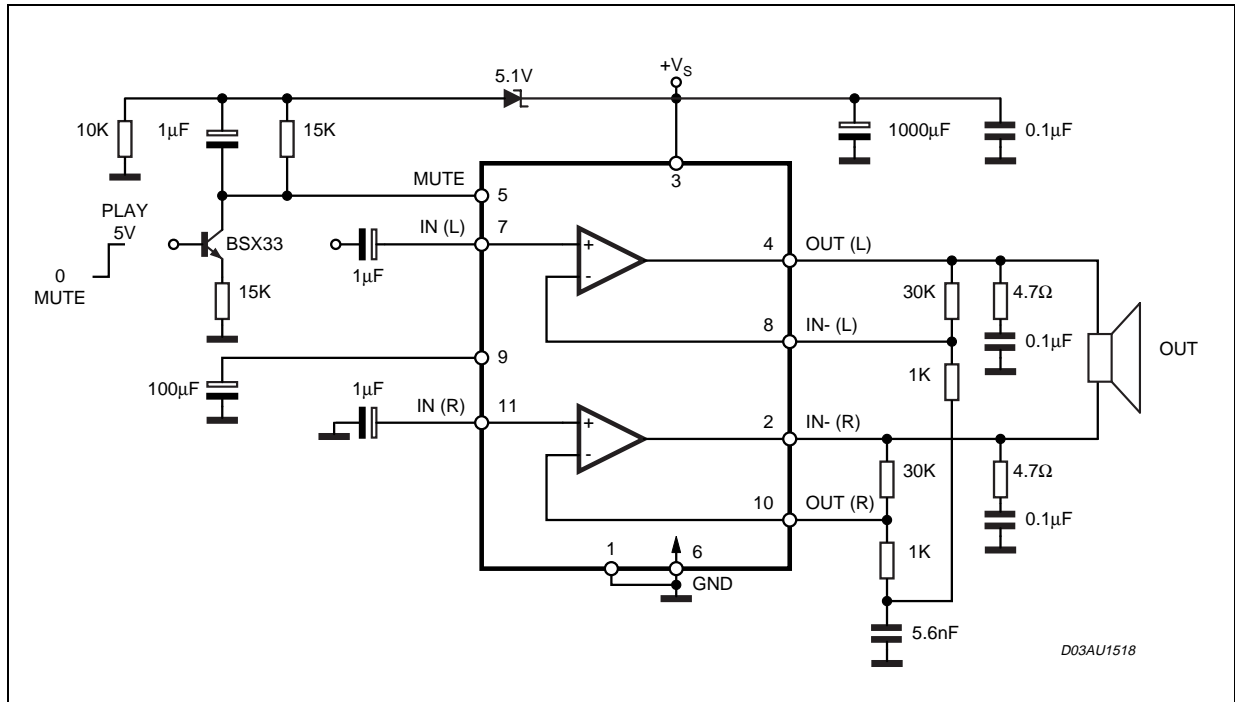 +VS
5.1V
10K
1μF
15K
1000μF
0.1μF
3
MUTE
5
PLAY
5V
IN (L)
7
+
4
OUT (L)
BSX33
0
MUTE
1μF
-
30K
4.7Ω
15K
8
IN- (L)
0.1μF
OUT
9
1K
100μF
1μF
IN (R)
11
+
2
IN- (R)
-
30K
4.7Ω
10
OUT (R)
0.1μF
1
6
1K
GND
5.6nF
D03AU1518